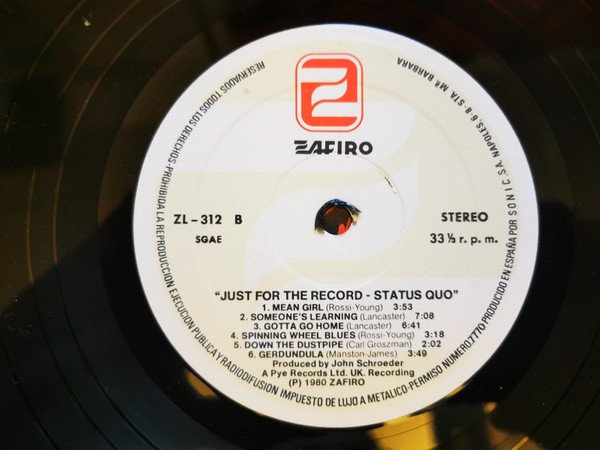 RESERVADOS TODOS LOS DERECHOS-PROHIBIDA LA REPRODUCCION EJECUCION PUBLICA Y RADIODIFUSION IMPUESTO DE LUJO A METALICO-PERMISO NUMERO7770 PRODUCIDO EN ESPAÑA POR SONIC, SA, NAPOLES, 6 STA Mª BARBARA
ZAFIRO
ZL-312 B
SGAE
STEREO
33 ⅓ r. p. m.
"JUST FOR THE RECORD - STATUS QUO"
1. MEAN GIRL (Rossi-Young) 3:53
2. SOMEONE'S LEARNING (Lancaster) 7:08
3. GOTTA GO HOME (Lancaster) 6:41
4. SPINNING WHEEL BLUES (Rossi-Young) 3:18
5. DOWN THE DUSTPIPE (Carl Groszman) 2:02
6. GERDUNDULA (Manston-James) 3:49
Produced by John Schroeder
A Pye Records Ltd. UK. Recording
(P) 1980 ZAFIRO